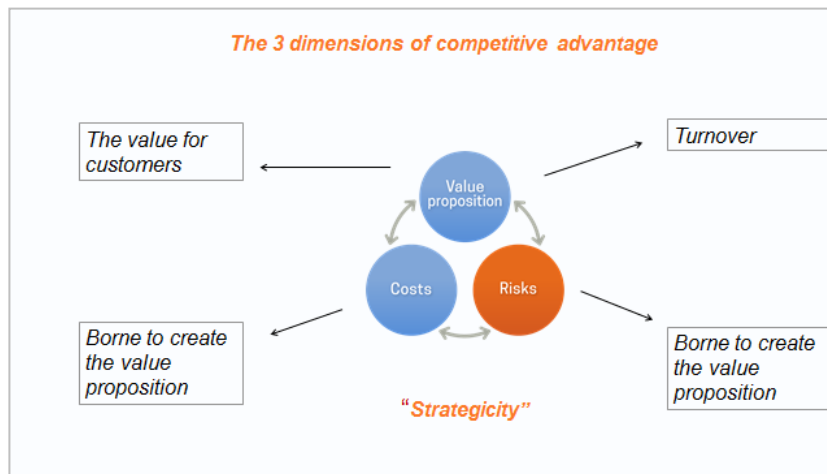 The 3 dimensions of competitive advantage
The value for
customers
Turnover
Value
proposition
Costs
Risks
Borne to create
the value
proposition
Borne to create
the value
proposition
“Strategicity”